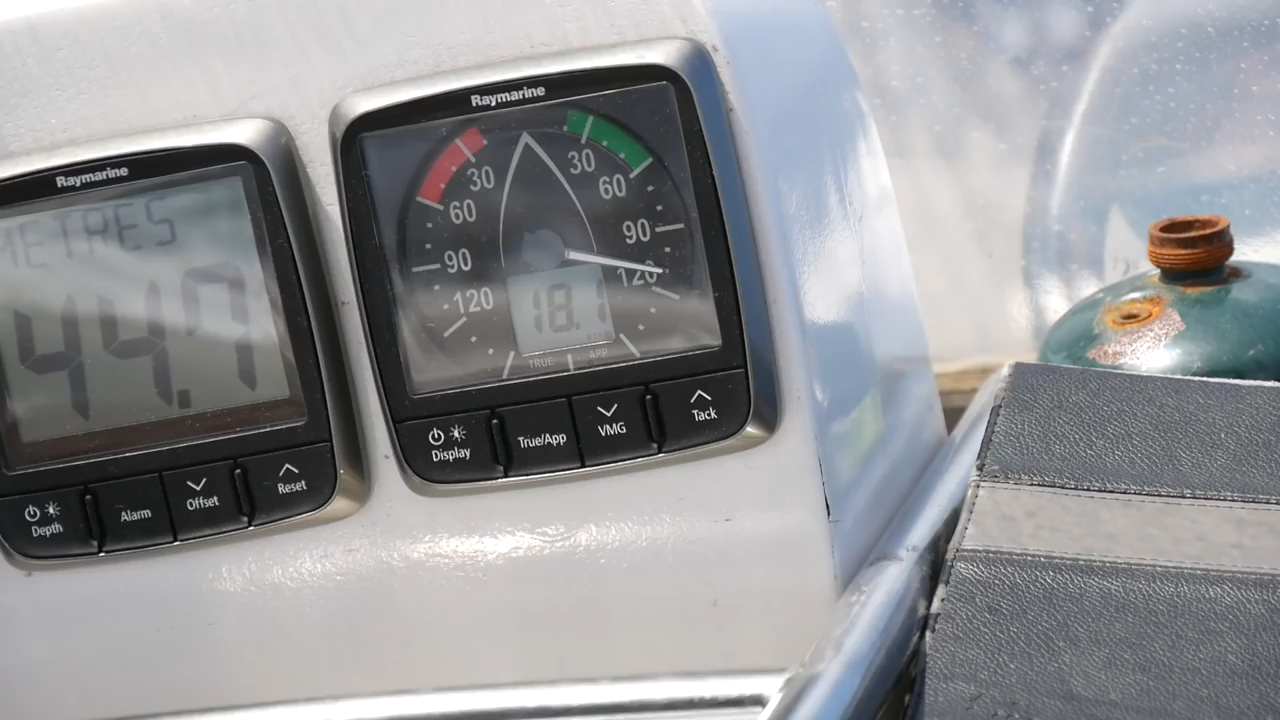 Raymarine
METRES
44.7
Depth
Alarm
Offset
Reset
Raymarine
30
30
60
60
90
90
120
120
18.1
TRUE
APP
Display
True/App
VMG
Tack